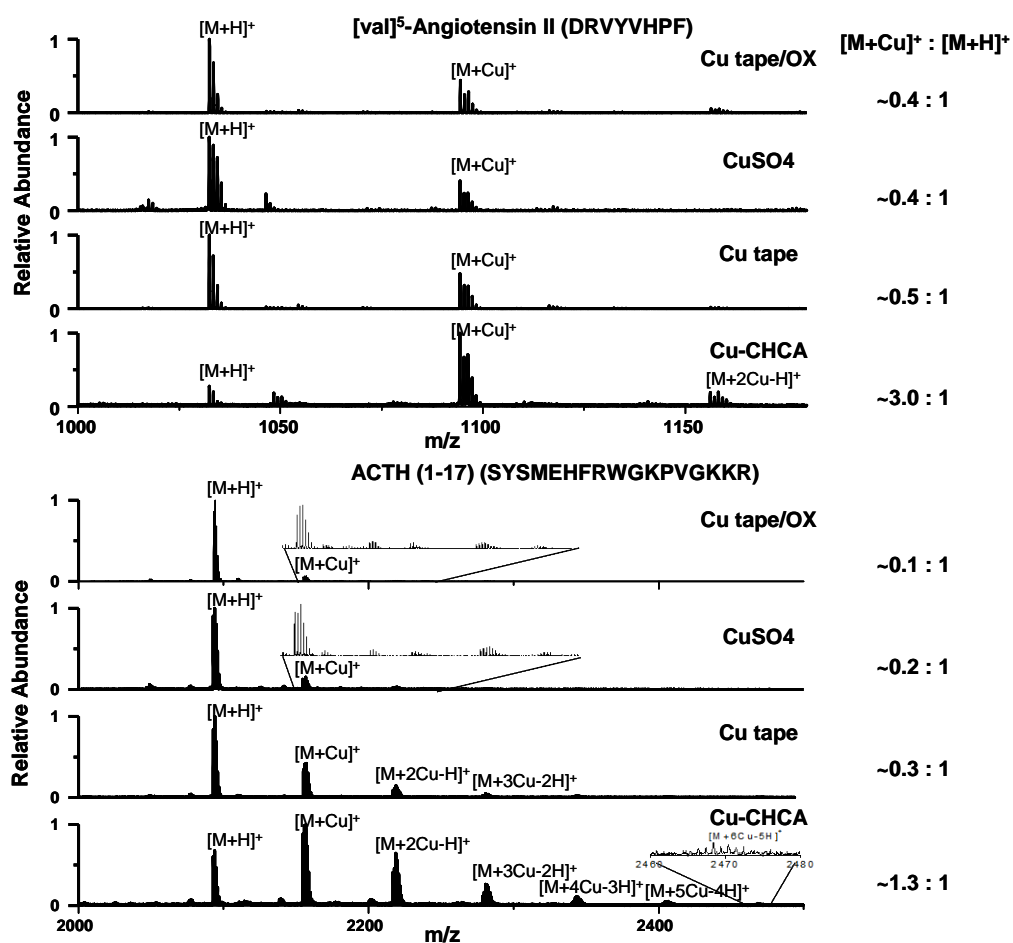 [val]⁵-Angiotensin II (DRVYVHPF)
[M+Cu]⁺ : [M+H]⁺
Relative Abundance
1
0
[M+H]⁺
[M+Cu]⁺
Cu tape/OX
~0.4 : 1
1
0
[M+H]⁺
[M+Cu]⁺
CuSO4
~0.4 : 1
1
0
[M+H]⁺
[M+Cu]⁺
Cu tape
~0.5 : 1
1
0
[M+H]⁺
[M+Cu]⁺
Cu-CHCA
[M+2Cu-H]⁺
~3.0 : 1
1000 1050 1100 1150
m/z
ACTH (1-17) (SYSMEHFRWGKPVGKKR)
Relative Abundance
1
0
[M+H]⁺
[M+Cu]⁺
Cu tape/OX
~0.1 : 1
1
0
[M+H]⁺
[M+Cu]⁺
CuSO4
~0.2 : 1
1
0
[M+H]⁺
[M+Cu]⁺
[M+2Cu-H]⁺
[M+3Cu-2H]⁺
Cu tape
~0.3 : 1
1
0
[M+H]⁺
[M+Cu]⁺
[M+2Cu-H]⁺
[M+3Cu-2H]⁺
[M+4Cu-3H]⁺
[M+5Cu-4H]⁺
Cu-CHCA
[M+6Cu-5H]⁺
2460 2470 2480
~1.3 : 1
2000 2200 2400
m/z